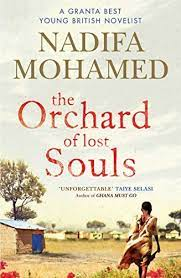 A GRANTA BEST
YOUNG BRITISH NOVELIST
NADIFA
MOHAMED
the
ORCHARD
of lost
SOULS
'UNFORGETTABLE' TAIYE SELASI
Author of GHANA MUST GO